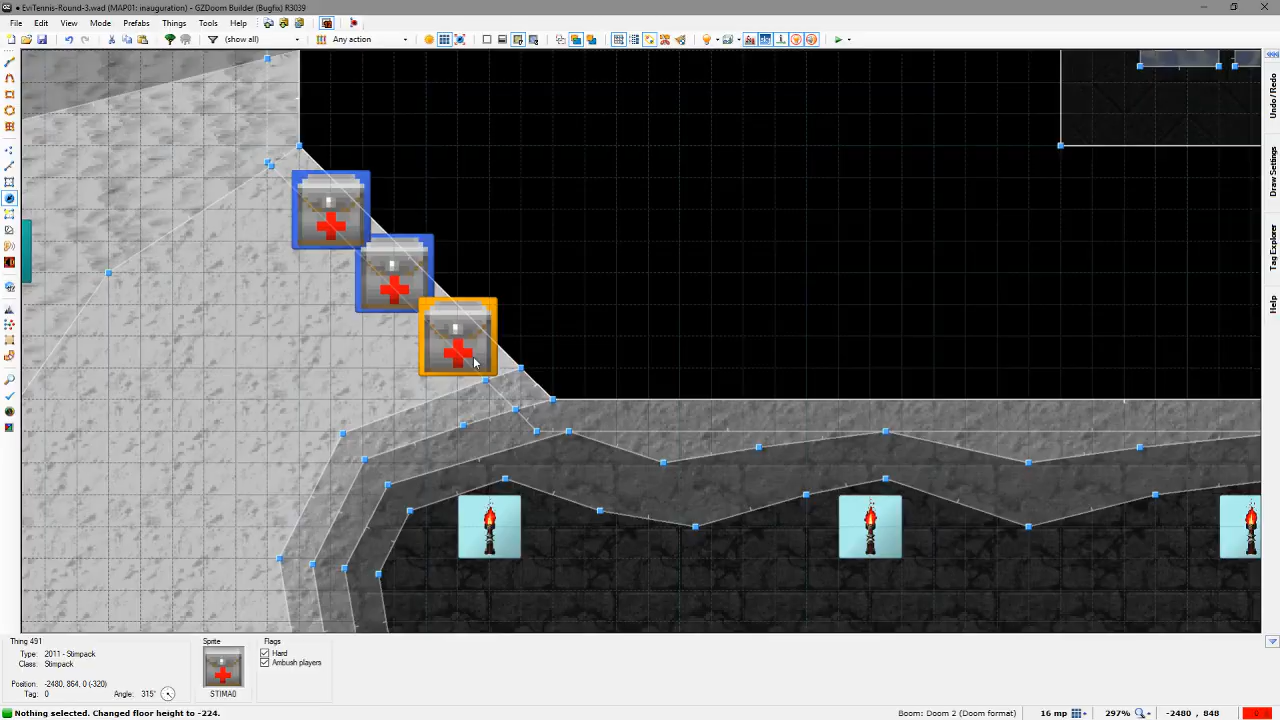 EviTennis-Round-3.wad (MAP01: inauguration) - GZDoom Builder (Bugfix) R3039
File Edit View Mode Prefabs Things Tools Help
(show all) Any action
Undo / Redo
Draw Settings
Tag Explorer
Help
Thing 491
Type: 2011 - Stimpack
Class: Stimpack
Position: -2480, 864, 0 (-320)
Tag: 0 Angle: 315°
Sprite
STIMA0
Flags
Hard
Ambush players
Nothing selected. Changed floor height to -224.
Boom: Doom 2 (Doom format) 16 mp 297% -2480 , 848